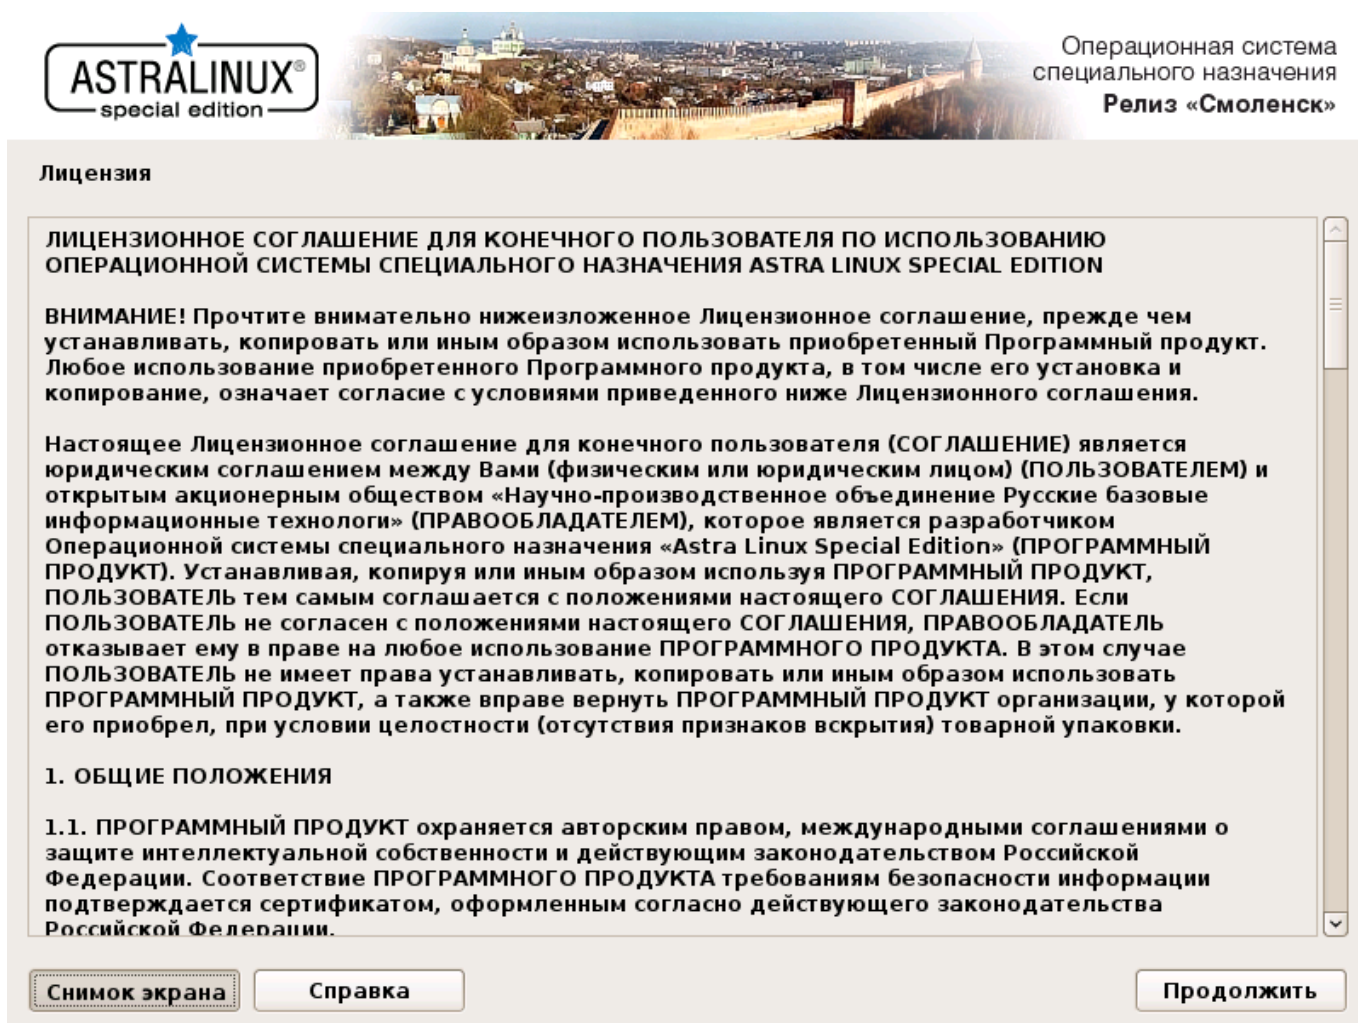 ASTRALINUX®
special edition
Операционная система
специального назначения
Релиз «Смоленск»
Лицензия
ЛИЦЕНЗИОННОЕ СОГЛАШЕНИЕ ДЛЯ КОНЕЧНОГО ПОЛЬЗОВАТЕЛЯ ПО ИСПОЛЬЗОВАНИЮ
ОПЕРАЦИОННОЙ СИСТЕМЫ СПЕЦИАЛЬНОГО НАЗНАЧЕНИЯ ASTRA LINUX SPECIAL EDITION
ВНИМАНИЕ! Прочтите внимательно нижеизложенное Лицензионное соглашение, прежде чем
устанавливать, копировать или иным образом использовать приобретенный Программный продукт.
Любое использование приобретенного Программного продукта, в том числе его установка и
копирование, означает согласие с условиями приведенного ниже Лицензионного соглашения.
Настоящее Лицензионное соглашение для конечного пользователя (СОГЛАШЕНИЕ) является
юридическим соглашением между Вами (физическим или юридическим лицом) (ПОЛЬЗОВАТЕЛЕМ) и
открытым акционерным обществом «Научно-производственное объединение Русские базовые
информационные технологи» (ПРАВООБЛАДАТЕЛЕМ), которое является разработчиком
Операционной системы специального назначения «Astra Linux Special Edition» (ПРОГРАММНЫЙ
ПРОДУКТ). Устанавливая, копируя или иным образом используя ПРОГРАММНЫЙ ПРОДУКТ,
ПОЛЬЗОВАТЕЛЬ тем самым соглашается с положениями настоящего СОГЛАШЕНИЯ. Если
ПОЛЬЗОВАТЕЛЬ не согласен с положениями настоящего СОГЛАШЕНИЯ, ПРАВООБЛАДАТЕЛЬ
отказывает ему в праве на любое использование ПРОГРАММНОГО ПРОДУКТА. В этом случае
ПОЛЬЗОВАТЕЛЬ не имеет права устанавливать, копировать или иным образом использовать
ПРОГРАММНЫЙ ПРОДУКТ, а также вправе вернуть ПРОГРАММНЫЙ ПРОДУКТ организации, у которой
его приобрел, при условии целостности (отсутствия признаков вскрытия) товарной упаковки.
1. ОБЩИЕ ПОЛОЖЕНИЯ
1.1. ПРОГРАММНЫЙ ПРОДУКТ охраняется авторским правом, международными соглашениями о
защите интеллектуальной собственности и действующим законодательством Российской
Федерации. Соответствие ПРОГРАММНОГО ПРОДУКТА требованиям безопасности информации
подтверждается сертификатом, оформленным согласно действующего законодательства
Российской Федерации.
Снимок экрана
Справка
Продолжить